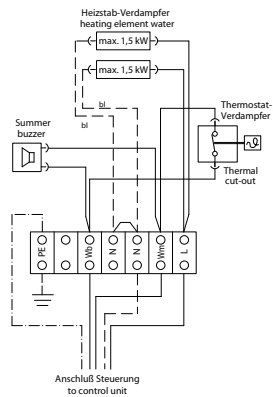 Heizstab-Verdampfer
heating element water
max. 1,5 kW
max. 1,5 kW
bl
bl
Thermostat-
Verdampfer
Summer
buzzer
Thermal
cut-out
PE
Wb
N
N
Wm
L
Anschluß Steuerung
to control unit